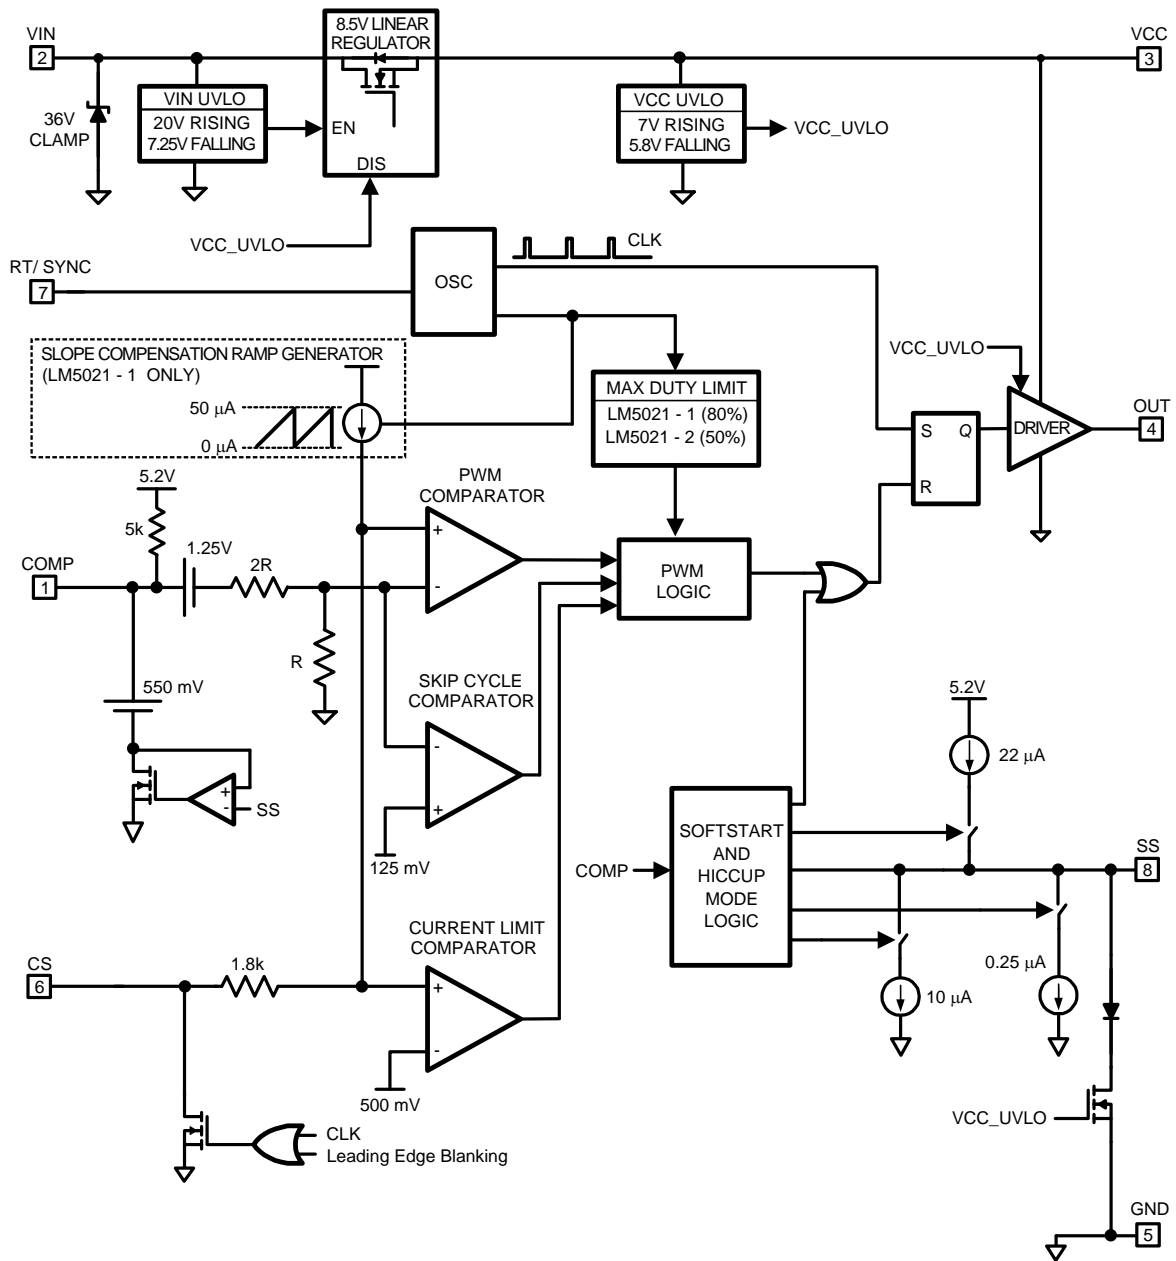 VIN
2
8.5V LINEAR
REGULATOR
VCC
3
36V
CLAMP
VIN UVLO
20V RISING
7.25V FALLING
EN
DIS
VCC UVLO
7V RISING
5.8V FALLING
VCC_UVLO
VCC_UVLO
RT/ SYNC
7
OSC
CLK
SLOPE COMPENSATION RAMP GENERATOR
(LM5021 - 1 ONLY)
50 μA
0 μA
MAX DUTY LIMIT
LM5021 - 1 (80%)
LM5021 - 2 (50%)
VCC_UVLO
S
Q
R
DRIVER
OUT
4
5.2V
5k
PWM
COMPARATOR
+
-
COMP
1
1.25V
2R
R
PWM
LOGIC
550 mV
+
-
SS
SKIP CYCLE
COMPARATOR
-
+
125 mV
5.2V
22 μA
COMP
SOFTSTART
AND
HICCUP
MODE
LOGIC
SS
8
10 μA
0.25 μA
CS
6
1.8k
CURRENT LIMIT
COMPARATOR
+
-
500 mV
CLK
Leading Edge Blanking
VCC_UVLO
GND
5